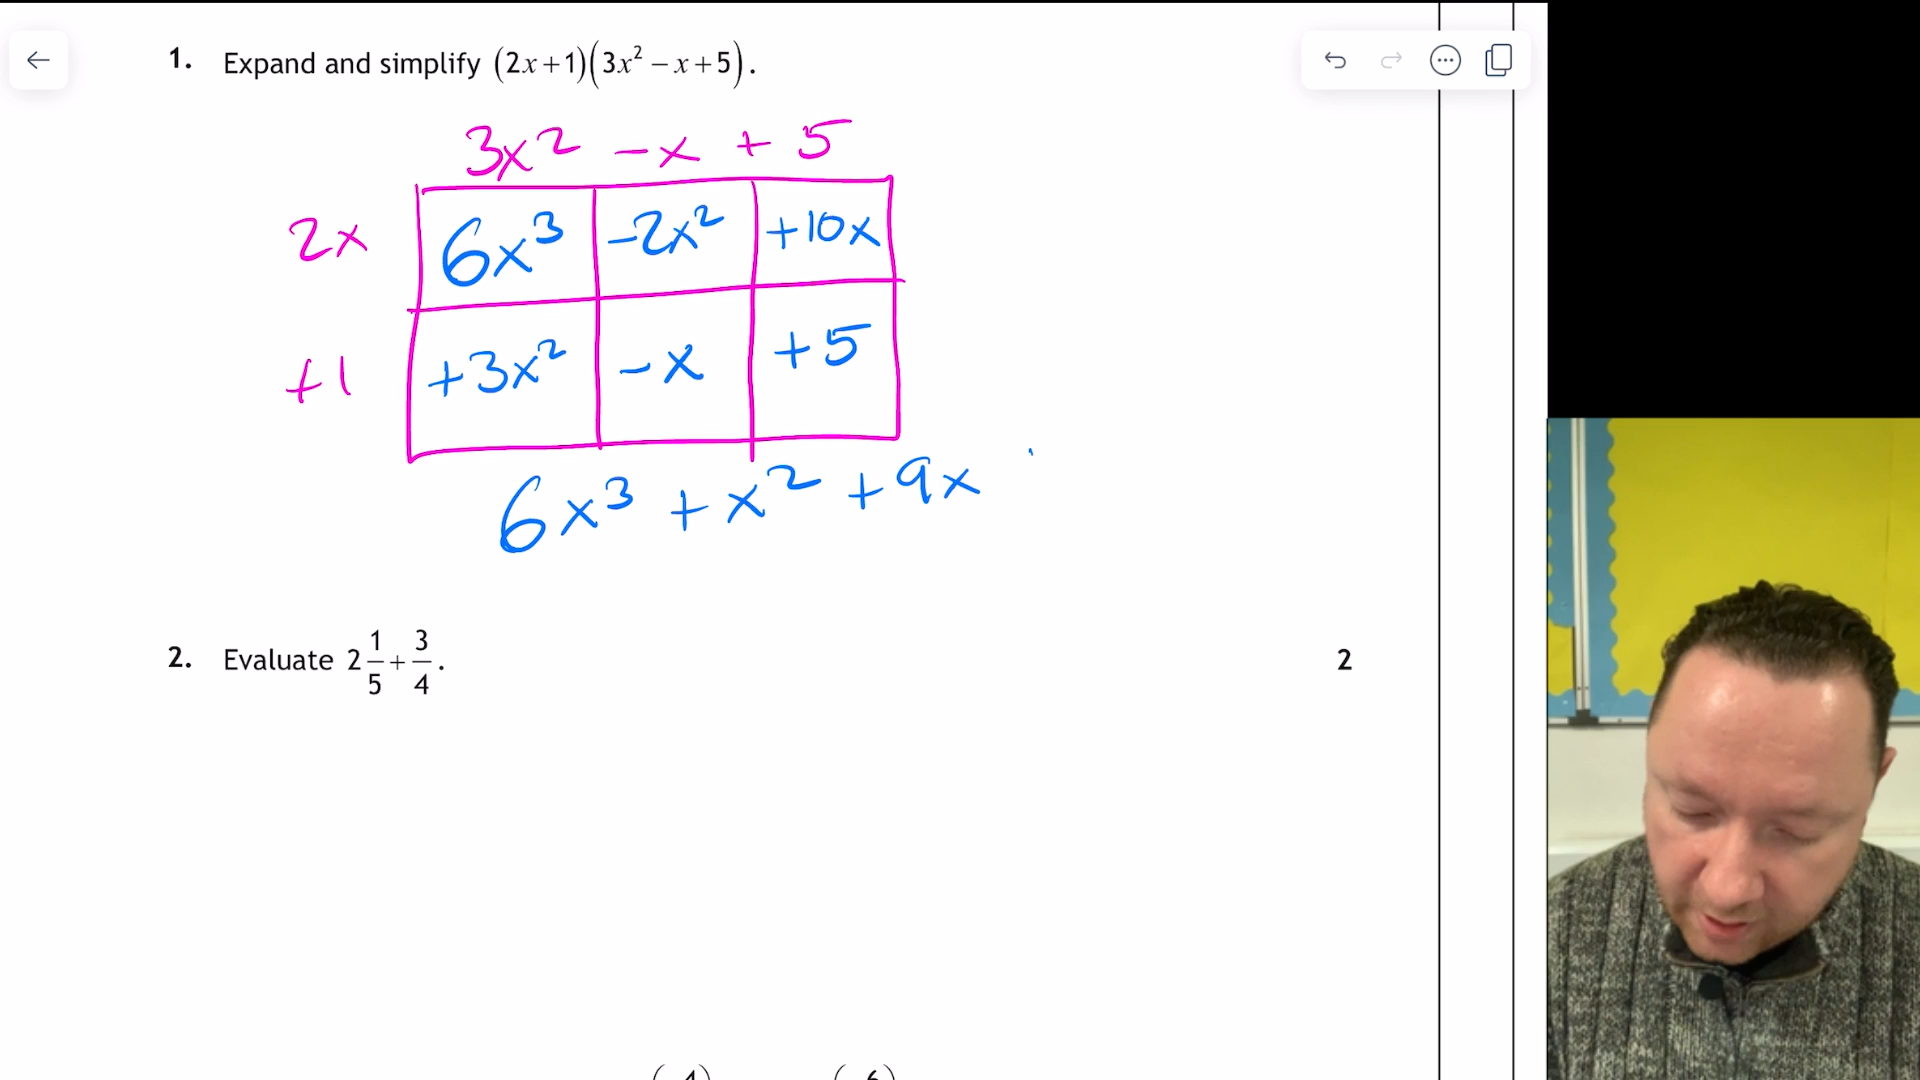 1. Expand and simplify (2x+1)(3x² − x+5).
3x² −x + 5
2x 6x³ −2x² +10x
+1 +3x² −x +5
6x³ + x² + 9x
2. Evaluate 2 1/5 + 3/4. 2